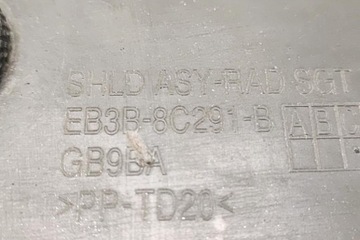 SHLD ASY-RAD SGT
EB3B-8C291-B A B
GB9BA
>PP-TD20<